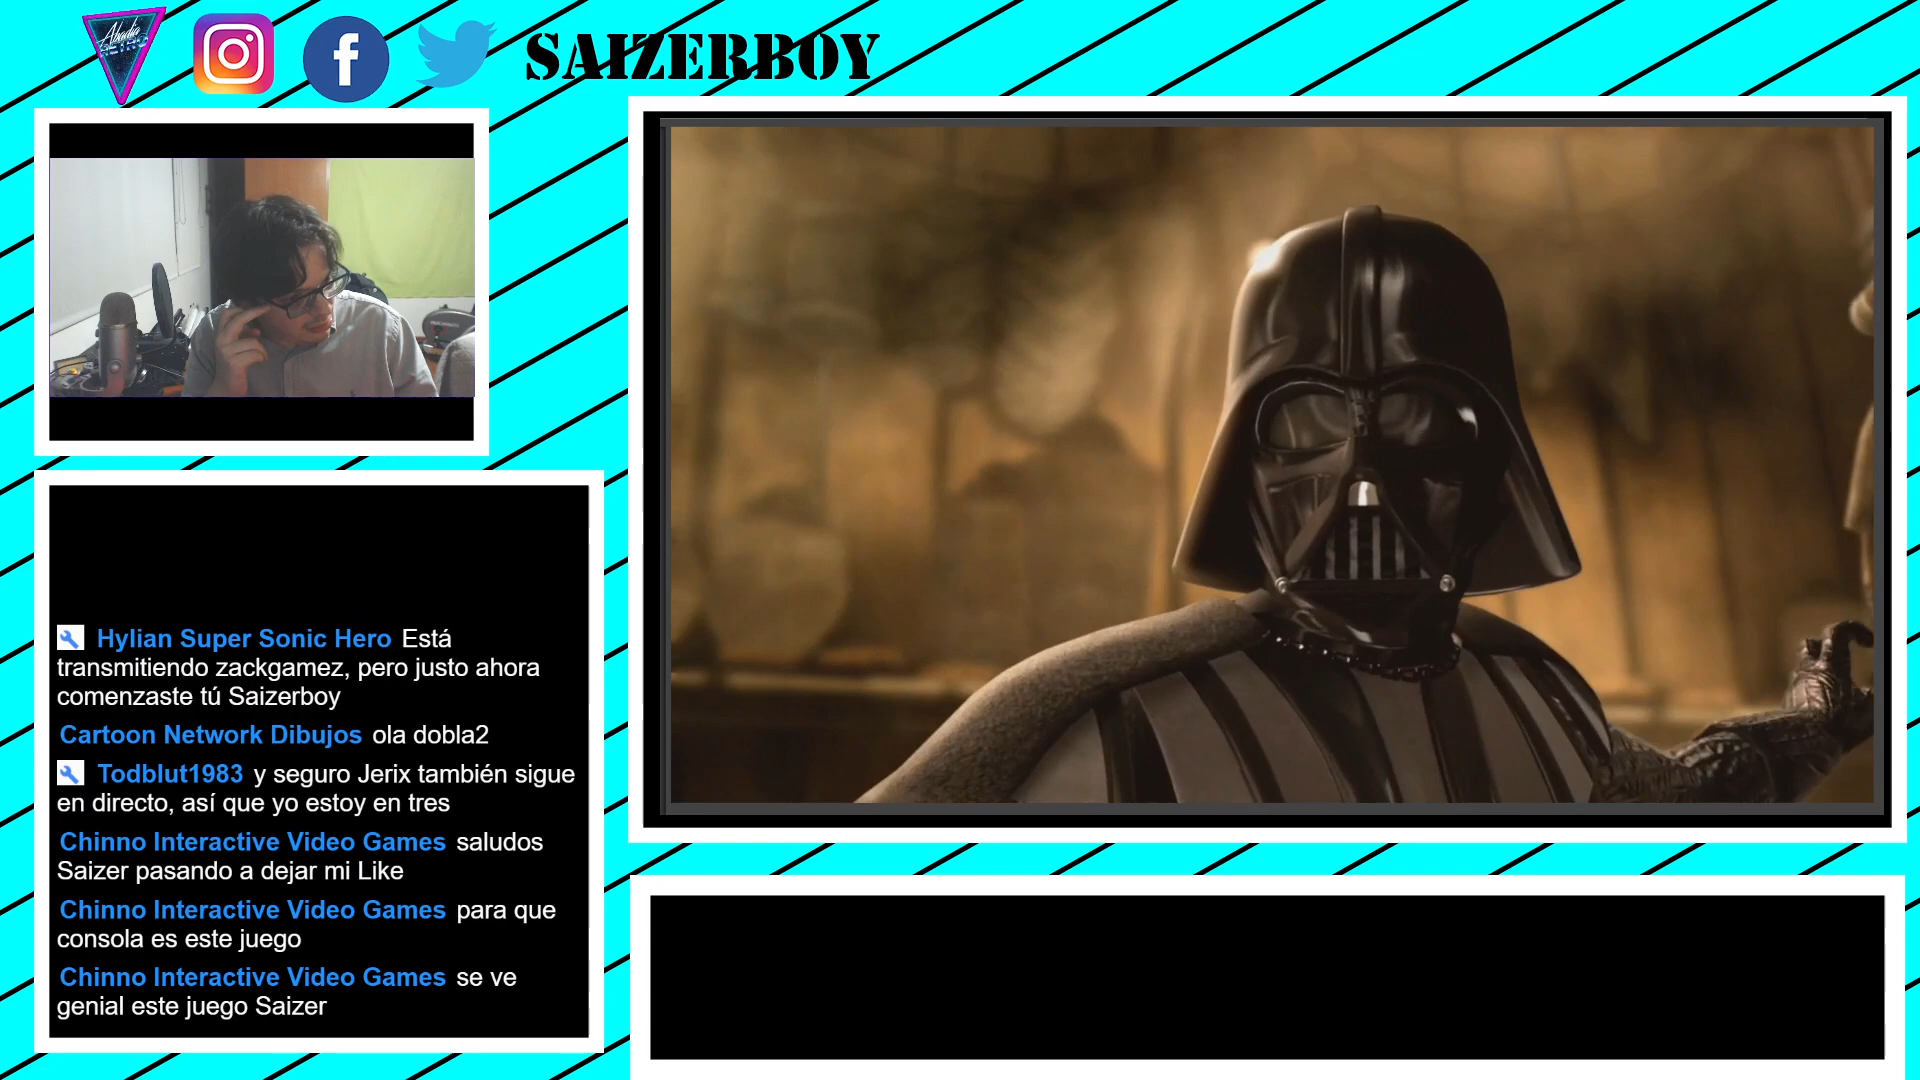 Abadia
RETRO
SAIZERBOY
Hylian Super Sonic Hero Está
transmitiendo zackgamez, pero justo ahora
comenzaste tú Saizerboy
Cartoon Network Dibujos ola dobla2
Todblut1983 y seguro Jerix también sigue
en directo, así que yo estoy en tres
Chinno Interactive Video Games saludos
Saizer pasando a dejar mi Like
Chinno Interactive Video Games para que
consola es este juego
Chinno Interactive Video Games se ve
genial este juego Saizer